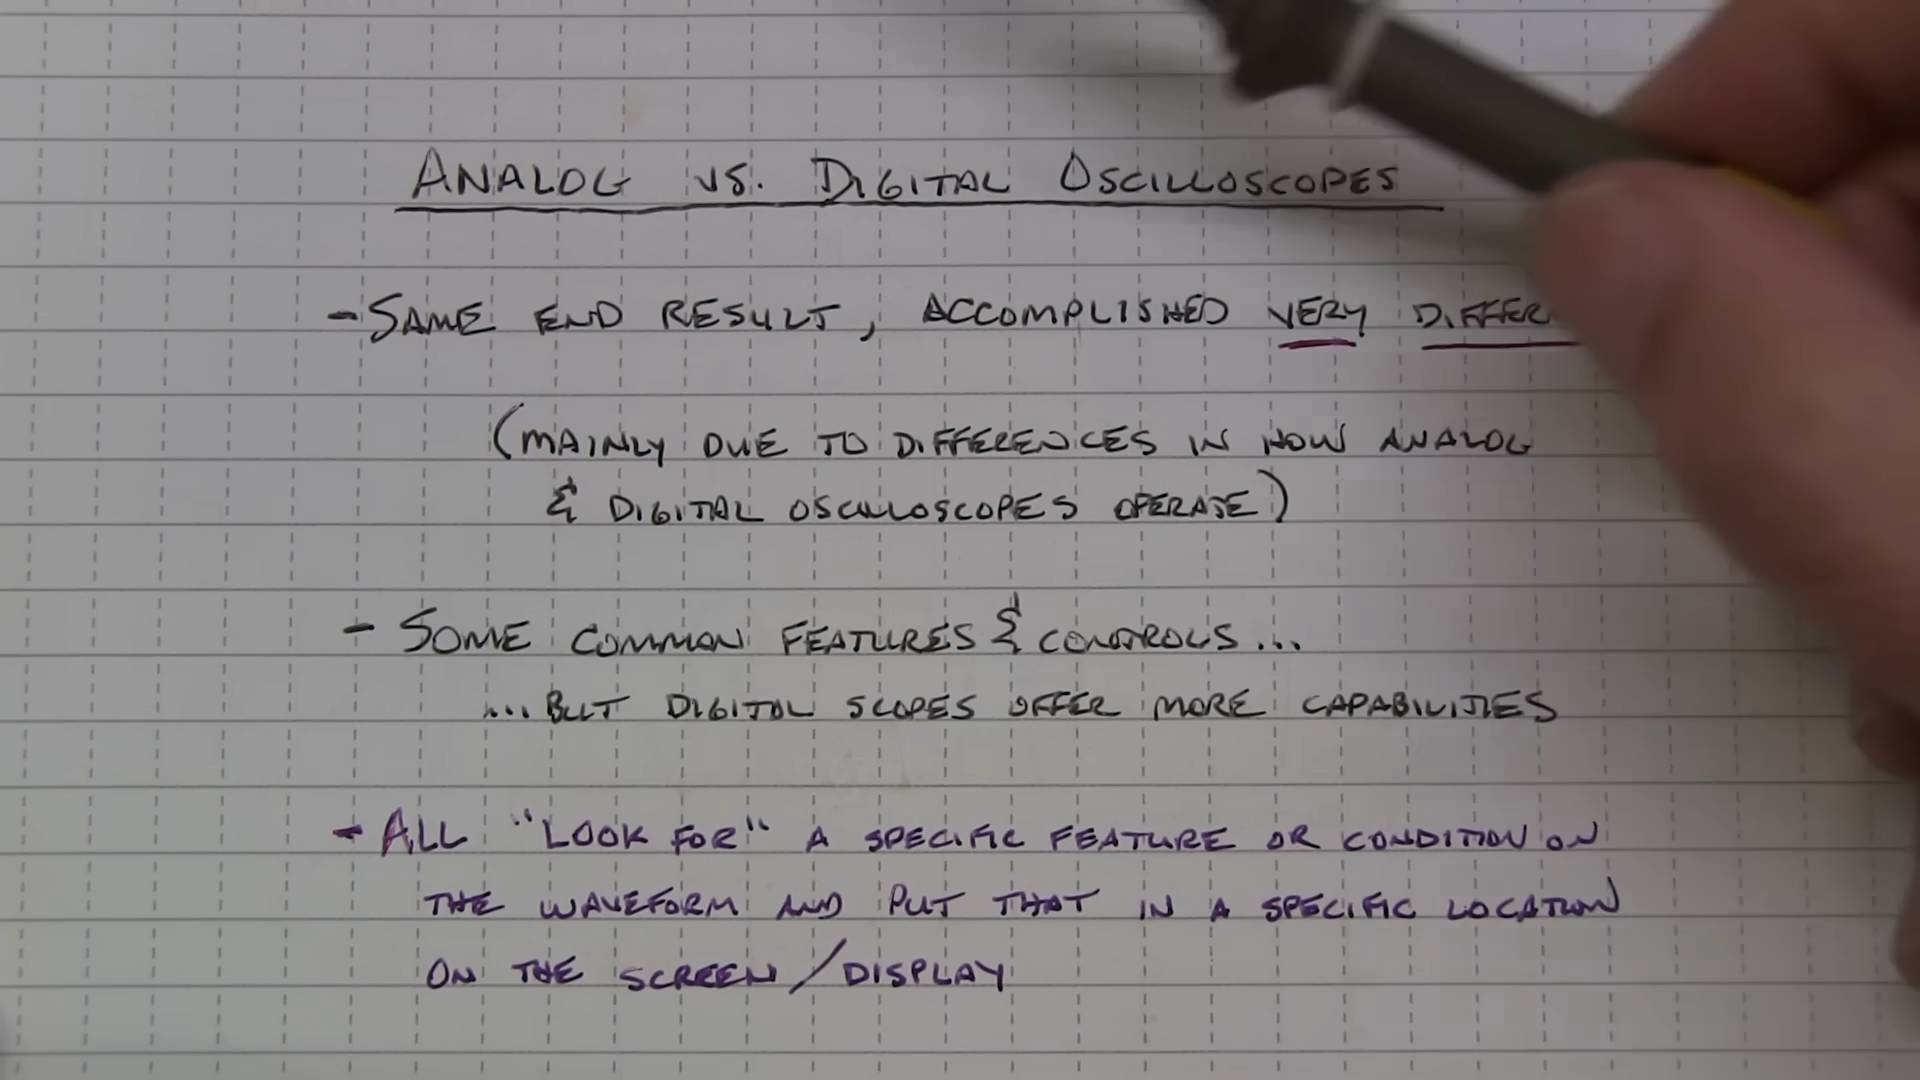 ANALOG VS. DIGITAL OSCILLOSCOPES
- SAME END RESULT, ACCOMPLISHED VERY DIFFER
(MAINLY DUE TO DIFFERENCES IN HOW ANALOG
& DIGITAL OSCILLOSCOPES OPERATE)
- SOME COMMON FEATURES & CONTROLS...
...BUT DIGITAL SCOPES OFFER MORE CAPABILITIES
- ALL "LOOK FOR" A SPECIFIC FEATURE OR CONDITION ON
THE WAVEFORM AND PUT THAT IN A SPECIFIC LOCATION
ON THE SCREEN/DISPLAY